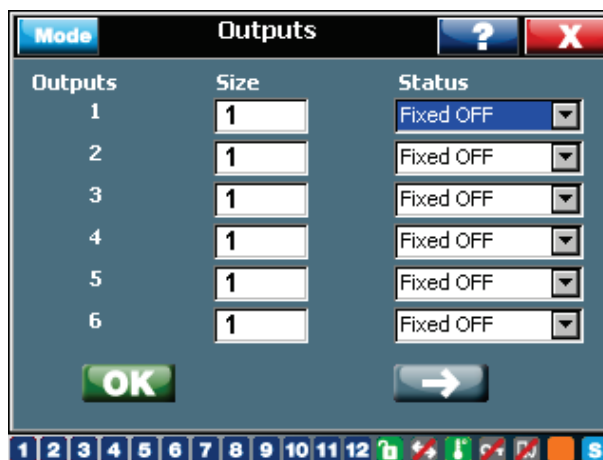 Mode Outputs ? X
Outputs Size Status
1 1 Fixed OFF
2 1 Fixed OFF
3 1 Fixed OFF
4 1 Fixed OFF
5 1 Fixed OFF
6 1 Fixed OFF
OK
1 2 3 4 5 6 7 8 9 10 11 12 S